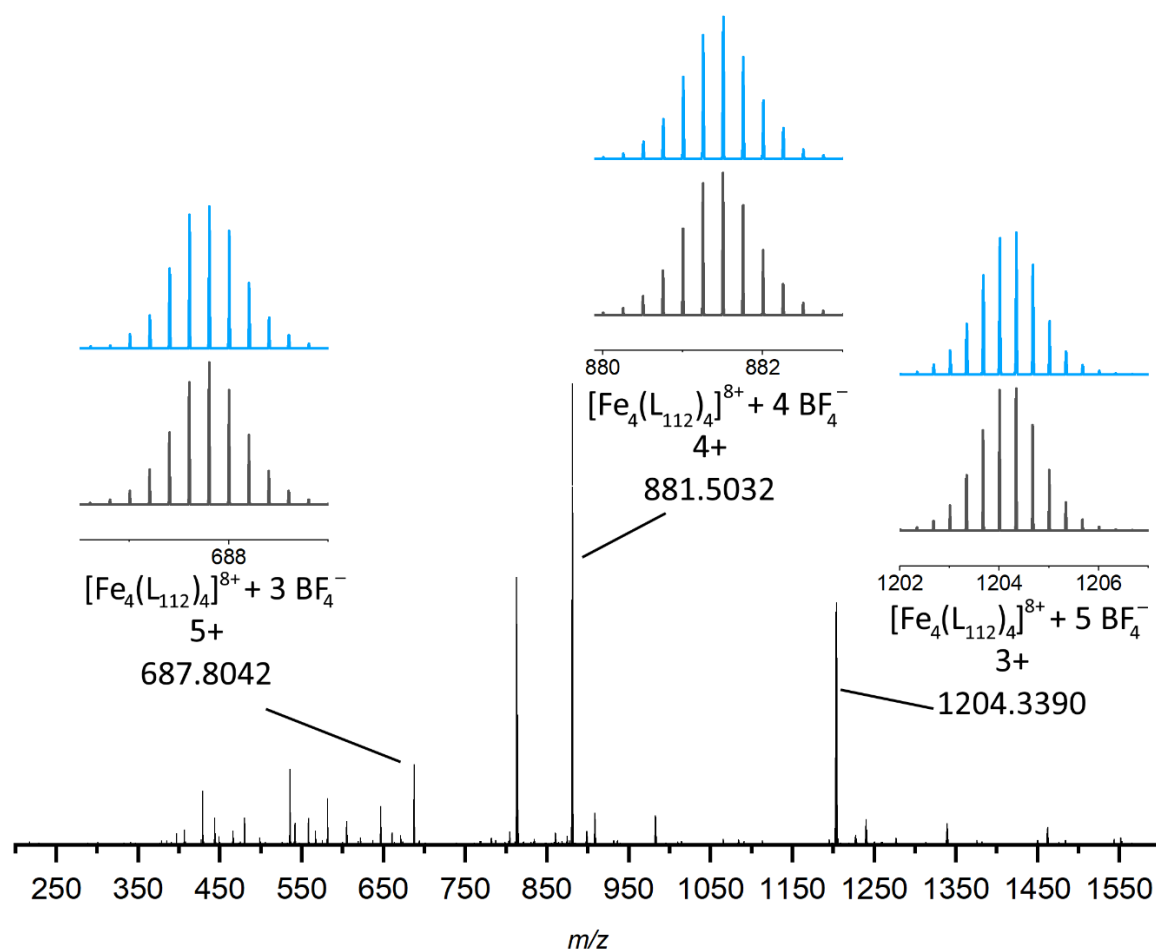 880 882
[Fe₄(L₁₁₂)₄]⁸⁺ + 4 BF₄⁻
4+
881.5032
688
[Fe₄(L₁₁₂)₄]⁸⁺ + 3 BF₄⁻
5+
687.8042
1202 1204 1206
[Fe₄(L₁₁₂)₄]⁸⁺ + 5 BF₄⁻
3+
1204.3390
250 350 450 550 650 750 850 950 1050 1150 1250 1350 1450 1550
m/z